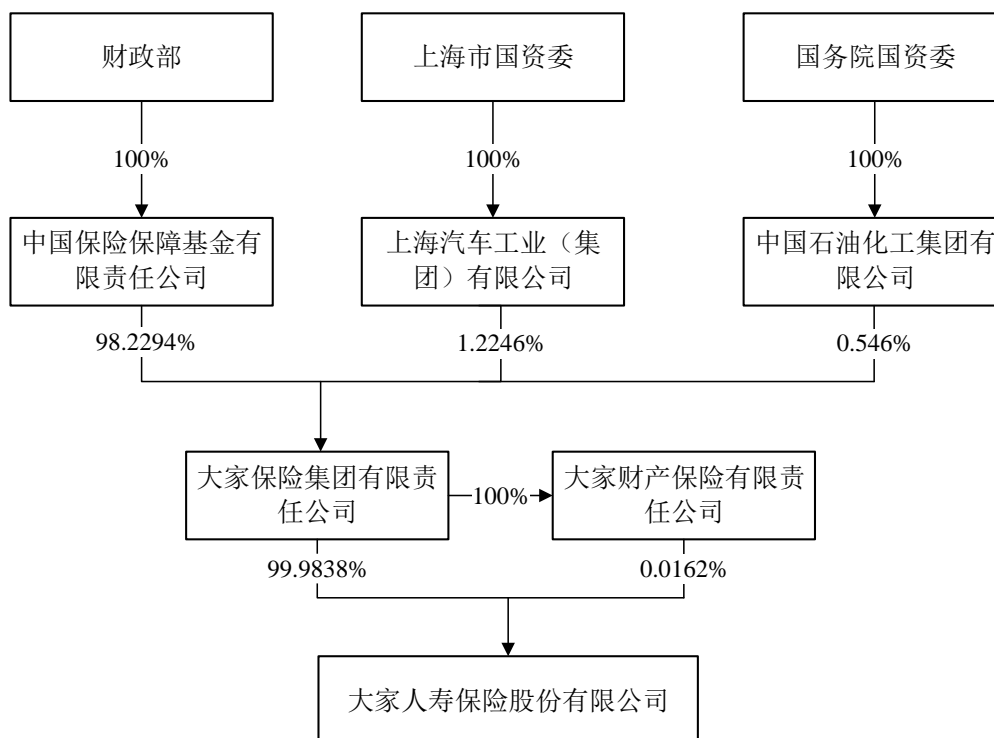 财政部
上海市国资委
国务院国资委
100%
100%
100%
中国保险保障基金有
限责任公司
上海汽车工业（集
团）有限公司
中国石油化工集团有
限公司
98.2294%
1.2246%
0.546%
大家保险集团有限责
任公司
100%
大家财产保险有限责
任公司
99.9838%
0.0162%
大家人寿保险股份有限公司